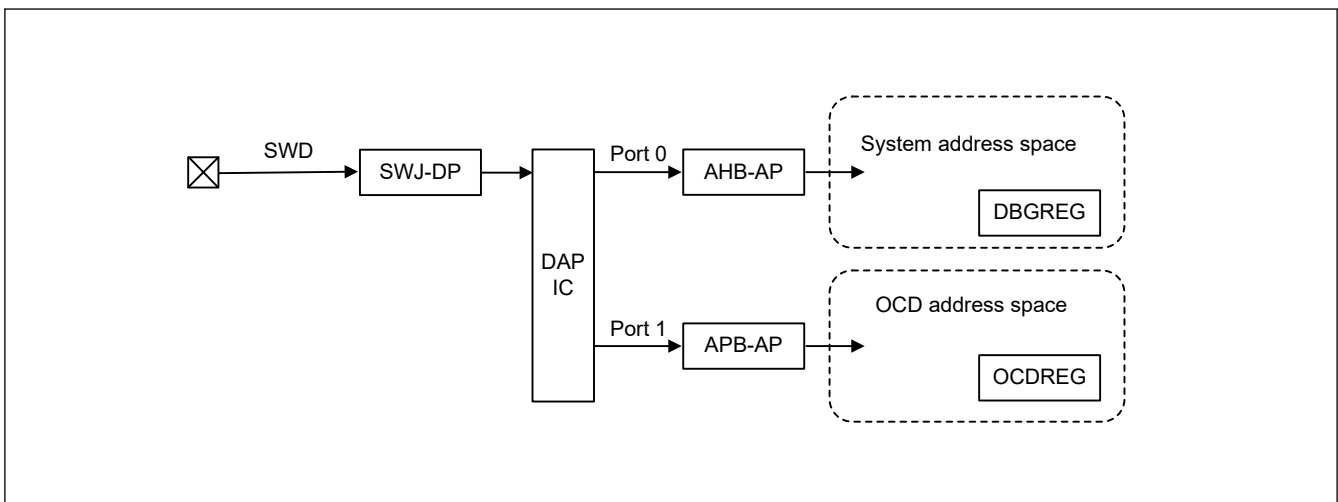 SWD
SWJ-DP
DAP
IC
Port 0
AHB-AP
System address space
DBGREG
Port 1
APB-AP
OCD address space
OCDREG